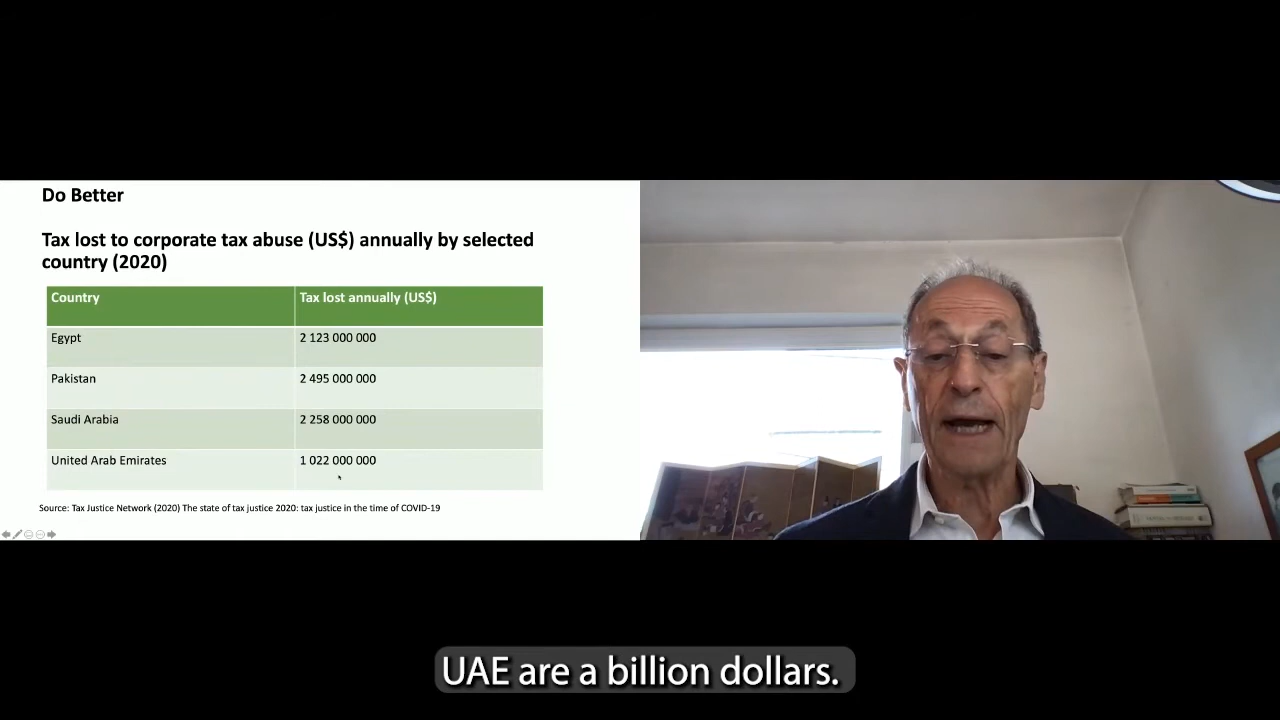 Do Better
Tax lost to corporate tax abuse (US$) annually by selected
country (2020)
Country Tax lost annually (US$)
Egypt 2 123 000 000
Pakistan 2 495 000 000
Saudi Arabia 2 258 000 000
United Arab Emirates 1 022 000 000
Source: Tax Justice Network (2020) The state of tax justice 2020: tax justice in the time of COVID-19
UAE are a billion dollars.